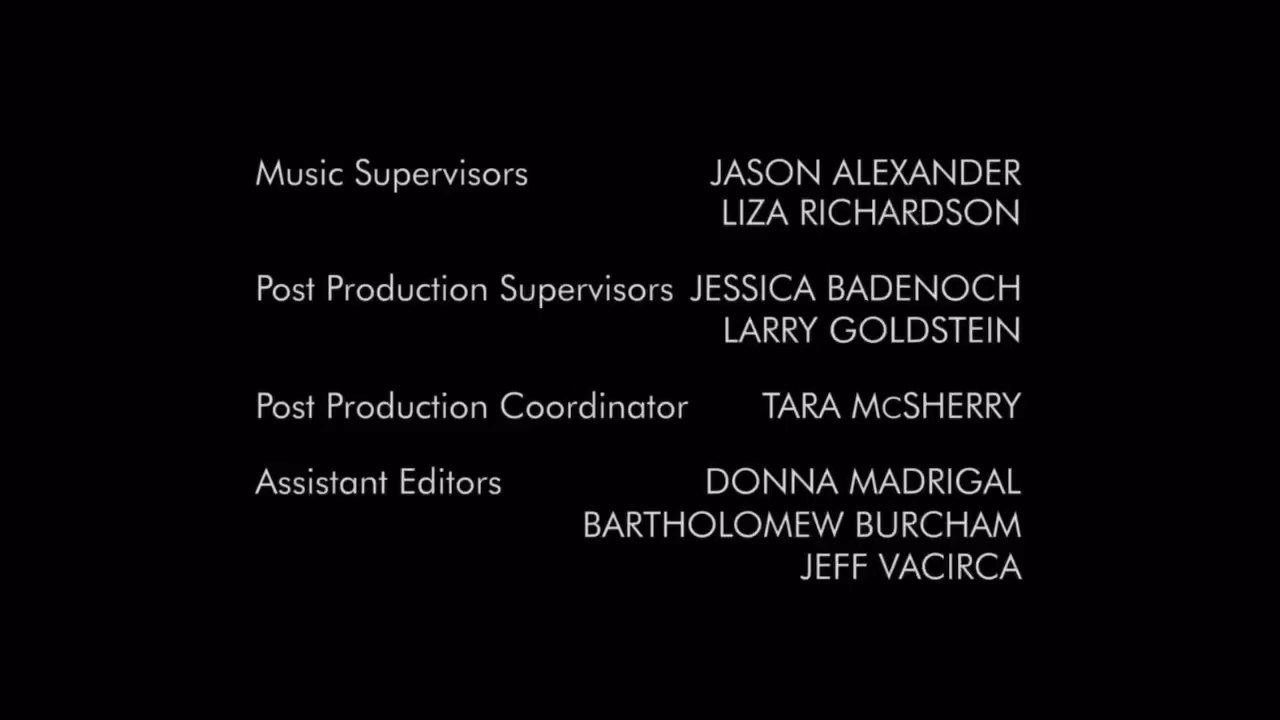 Music Supervisors JASON ALEXANDER
LIZA RICHARDSON
Post Production Supervisors JESSICA BADENOCH
LARRY GOLDSTEIN
Post Production Coordinator TARA McSHERRY
Assistant Editors DONNA MADRIGAL
BARTHOLOMEW BURCHAM
JEFF VACIRCA